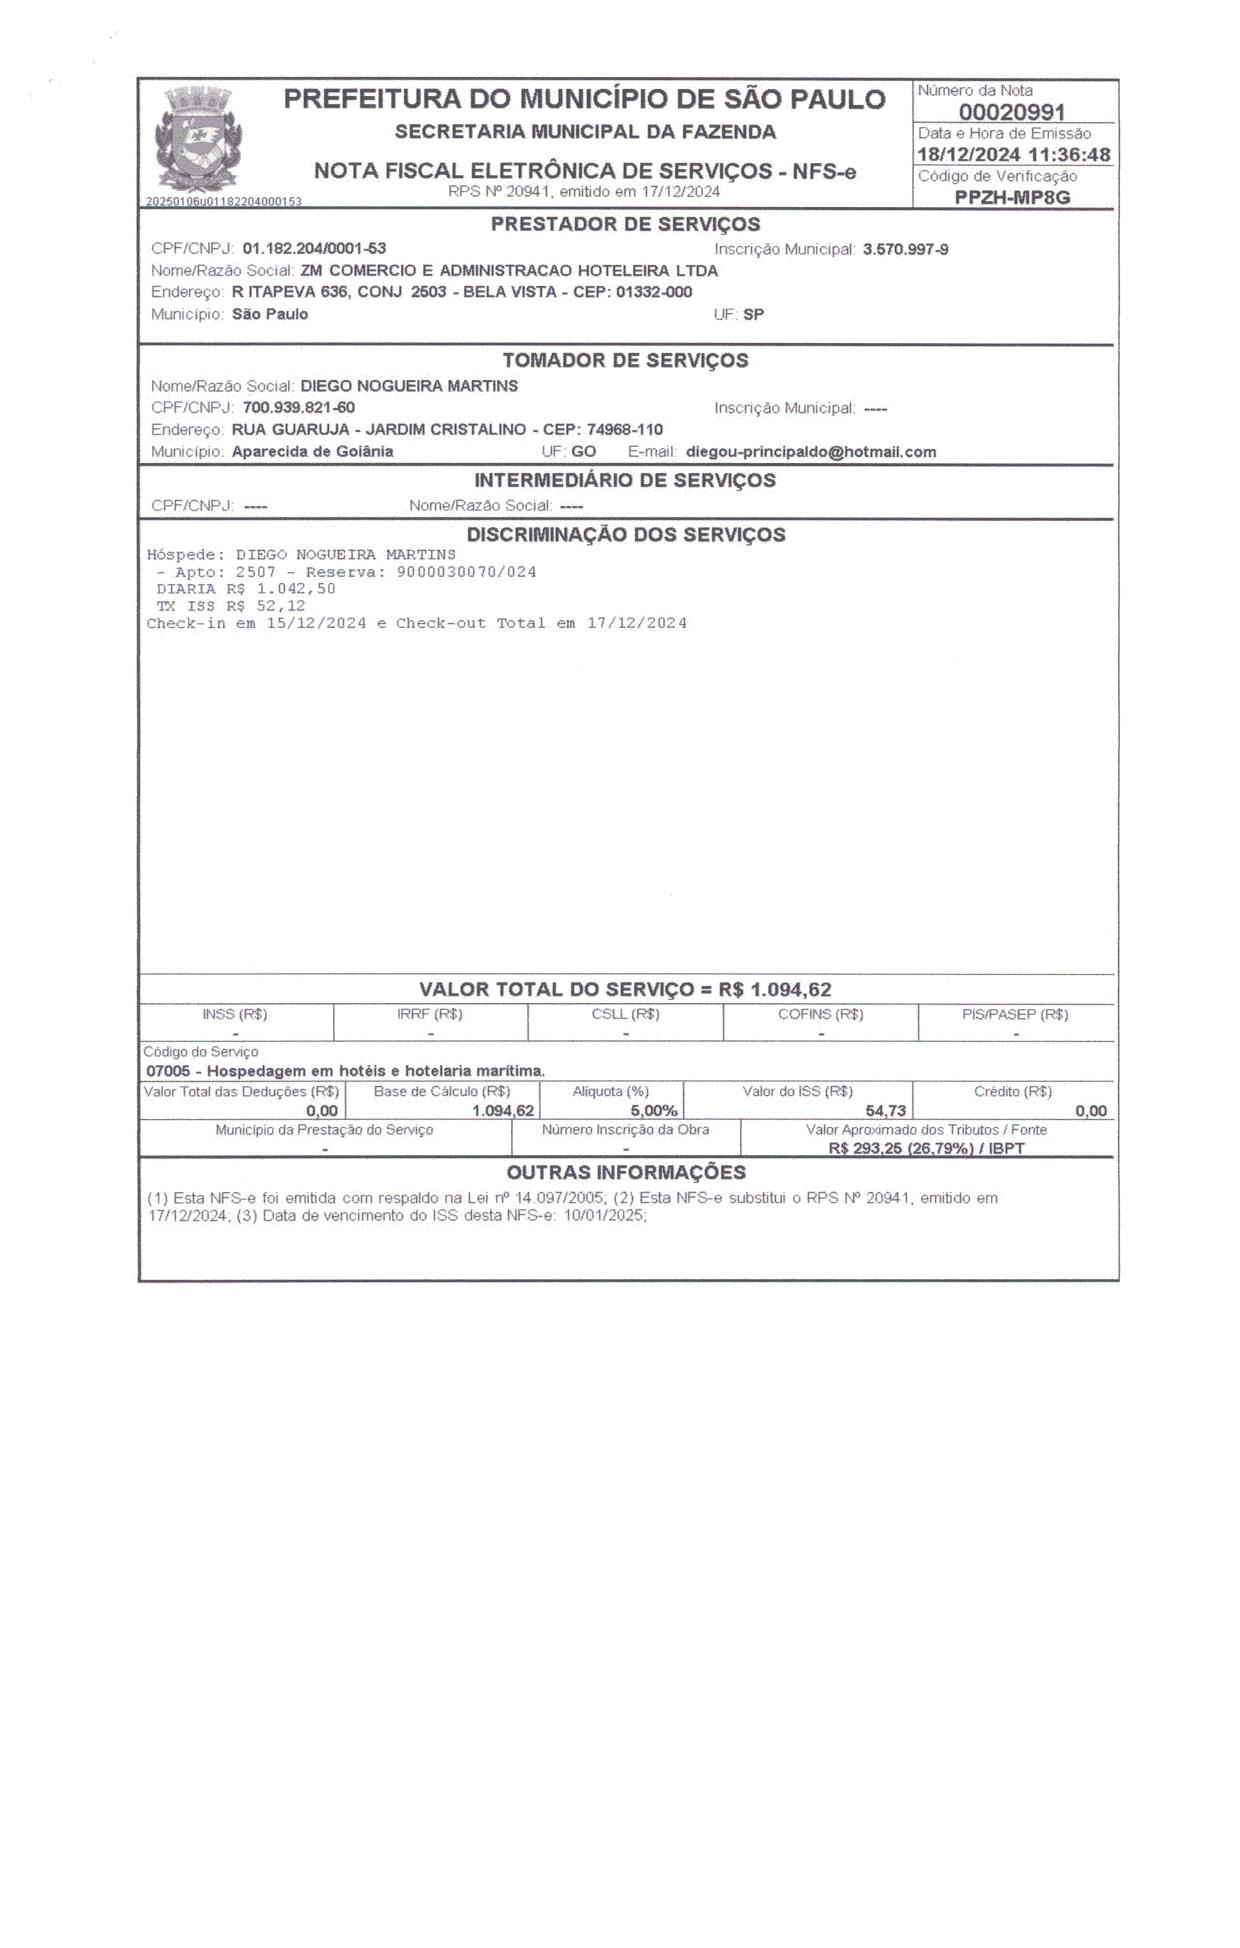 PREFEITURA DO MUNICÍPIO DE SÃO PAULO
SECRETARIA MUNICIPAL DA FAZENDA
NOTA FISCAL ELETRÔNICA DE SERVIÇOS - NFS-e
RPS Nº 20941, emitido em 17/12/2024
20250106u01182204000153
Número da Nota
00020991
Data e Hora de Emissão
18/12/2024 11:36:48
Código de Verificação
PPZH-MP8G
PRESTADOR DE SERVIÇOS
CPF/CNPJ: 01.182.204/0001-53 Inscrição Municipal: 3.570.997-9
Nome/Razão Social: ZM COMERCIO E ADMINISTRACAO HOTELEIRA LTDA
Endereço: R ITAPEVA 636, CONJ 2503 - BELA VISTA - CEP: 01332-000
Município: São Paulo UF: SP
TOMADOR DE SERVIÇOS
Nome/Razão Social: DIEGO NOGUEIRA MARTINS
CPF/CNPJ: 700.939.821-60 Inscrição Municipal: ----
Endereço: RUA GUARUJA - JARDIM CRISTALINO - CEP: 74968-110
Município: Aparecida de Goiânia UF: GO E-mail: diegou-principaldo@hotmail.com
INTERMEDIÁRIO DE SERVIÇOS
CPF/CNPJ: ---- Nome/Razão Social: ----
DISCRIMINAÇÃO DOS SERVIÇOS
Hóspede: DIEGO NOGUEIRA MARTINS
- Apto: 2507 - Reserva: 9000030070/024
DIARIA R$ 1.042,50
TX ISS R$ 52,12
Check-in em 15/12/2024 e Check-out Total em 17/12/2024
VALOR TOTAL DO SERVIÇO = R$ 1.094,62
INSS (R$) IRRF (R$) CSLL (R$) COFINS (R$) PIS/PASEP (R$)
- - - - -
Código do Serviço
07005 - Hospedagem em hotéis e hotelaria marítima.
Valor Total das Deduções (R$) Base de Cálculo (R$) Alíquota (%) Valor do ISS (R$) Crédito (R$)
0,00 1.094,62 5,00% 54,73 0,00
Município da Prestação do Serviço Número Inscrição da Obra Valor Aproximado dos Tributos / Fonte
- - R$ 293,25 (26,79%) / IBPT
OUTRAS INFORMAÇÕES
(1) Esta NFS-e foi emitida com respaldo na Lei nº 14.097/2005; (2) Esta NFS-e substitui o RPS Nº 20941, emitido em
17/12/2024; (3) Data de vencimento do ISS desta NFS-e: 10/01/2025;